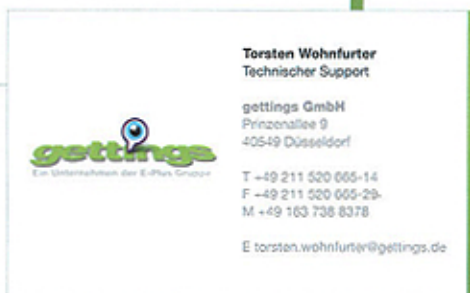 gettings
Ein Unternehmen der E-Plus Gruppe
Torsten Wohnfurter
Technischer Support
gettings GmbH
Prinzenallee 9
40549 Düsseldorf
T +49 211 520 665-14
F +49 211 520 665-29
M +49 163 738 8378
E torsten.wohnfurter@gettings.de